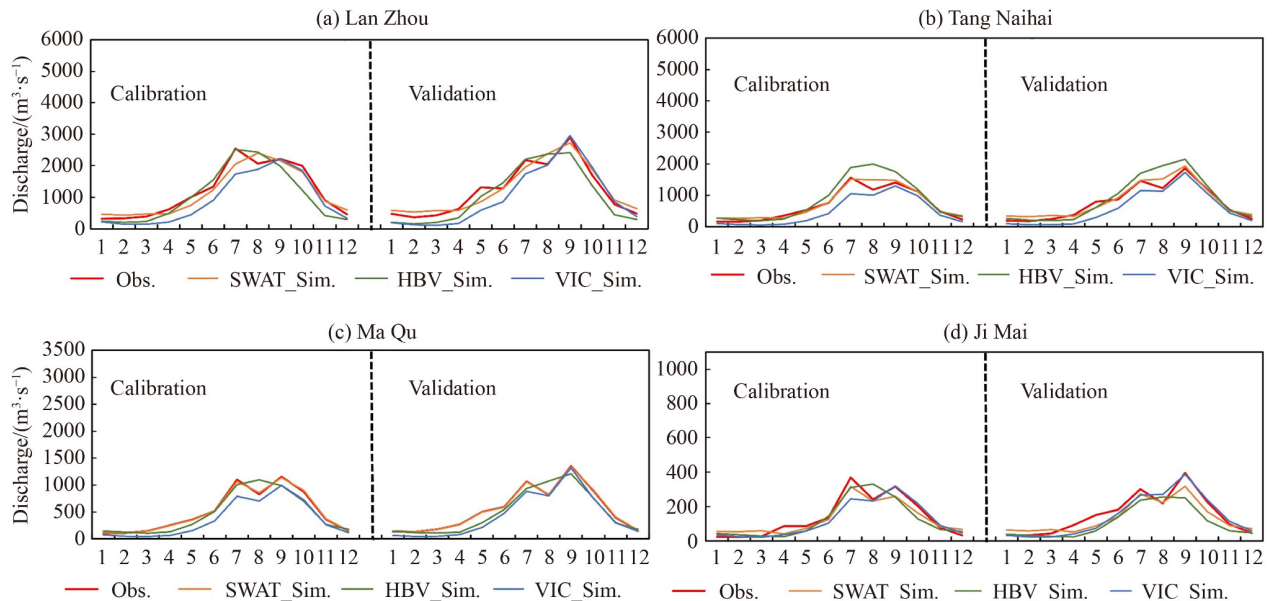 (a) Lan Zhou
Discharge/(m³·s⁻¹)
6000
5000
4000
3000
2000
1000
0
Calibration
Validation
1 2 3 4 5 6 7 8 9 10 11 12 1 2 3 4 5 6 7 8 9 10 11 12
Obs. SWAT_Sim. HBV_Sim. VIC_Sim.
(b) Tang Naihai
6000
5000
4000
3000
2000
1000
0
Calibration
Validation
1 2 3 4 5 6 7 8 9 10 11 12 1 2 3 4 5 6 7 8 9 10 11 12
Obs. SWAT_Sim. HBV_Sim. VIC_Sim.
(c) Ma Qu
Discharge/(m³·s⁻¹)
3500
3000
2500
2000
1500
1000
500
0
Calibration
Validation
1 2 3 4 5 6 7 8 9 10 11 12 1 2 3 4 5 6 7 8 9 10 11 12
Obs. SWAT_Sim. HBV_Sim. VIC_Sim.
(d) Ji Mai
1000
800
600
400
200
0
Calibration
Validation
1 2 3 4 5 6 7 8 9 10 11 12 1 2 3 4 5 6 7 8 9 10 11 12
Obs. SWAT Sim. HBV Sim. VIC Sim.